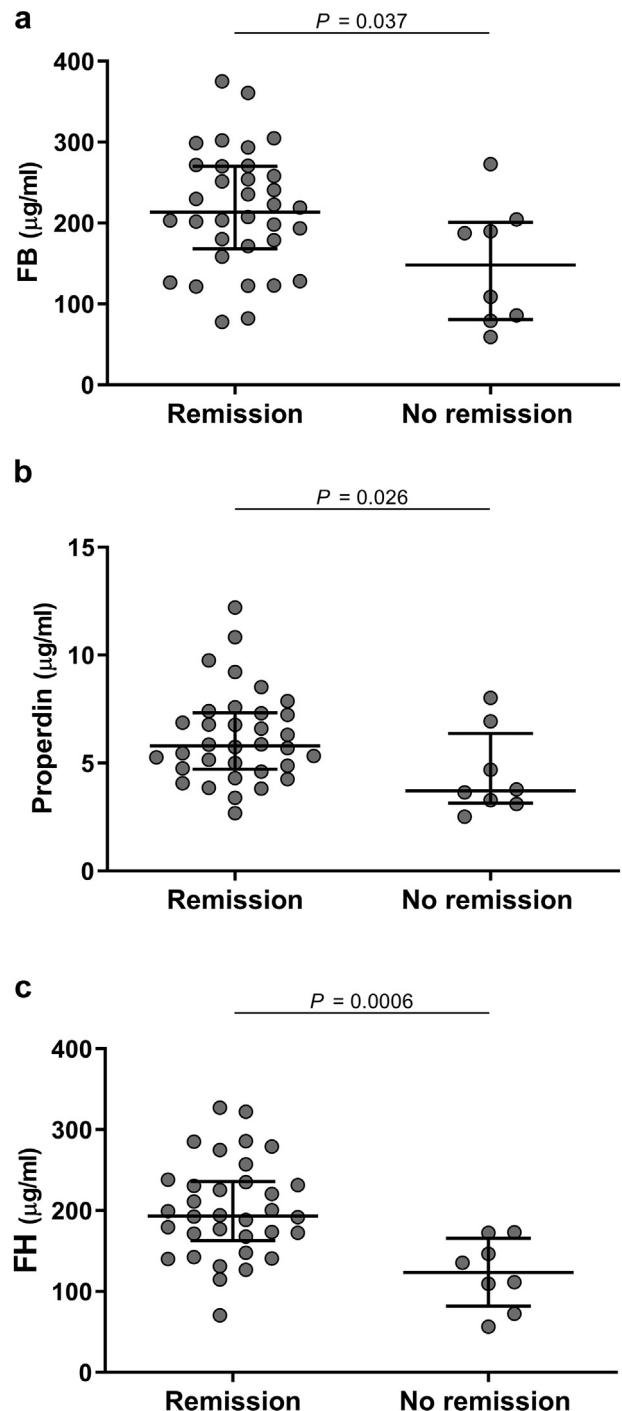 a
P = 0.037
400
300
200
100
0
FB (µg/ml)
Remission No remission
b
P = 0.026
15
10
5
0
Properdin (µg/ml)
Remission No remission
c
P = 0.0006
400
300
200
100
0
FH (µg/ml)
Remission No remission